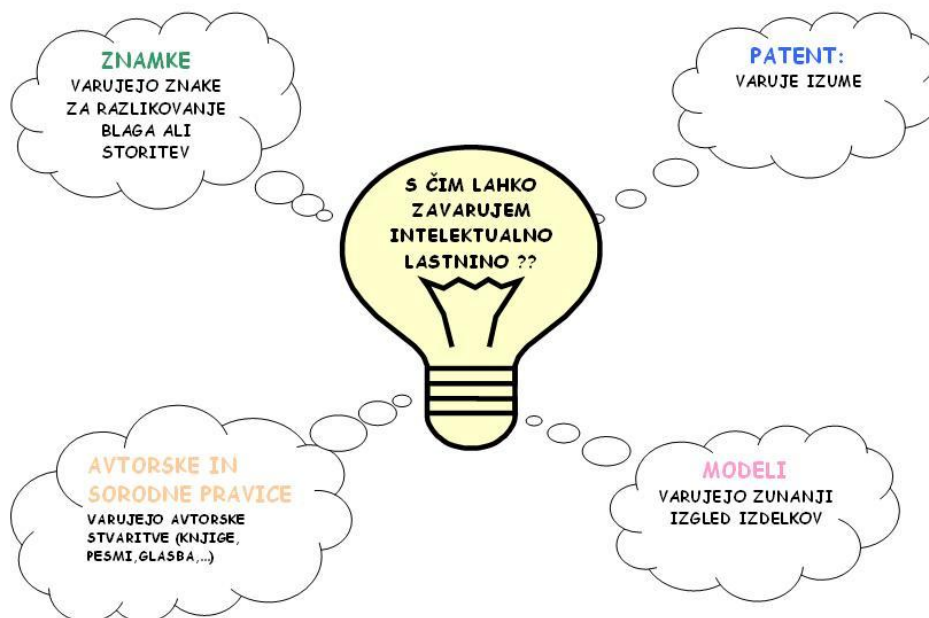 ZNAMKE
VARUJEJO ZNAKE
ZA RAZLIKOVANJE
BLAGA ALI
STORITEV
PATENT:
VARUJE IZUME
S ČIM LAHKO
ZAVARUJEM
INTELEKTUALNO
LASTNINO ??
AVTORSKE IN
SORODNE PRAVICE
VARUJEJO AVTORSKE
STVARITVE (KNJIGE,
PESMI,GLASBA,...)
MODELI
VARUJEJO ZUNANJI
IZGLED IZDELKOV